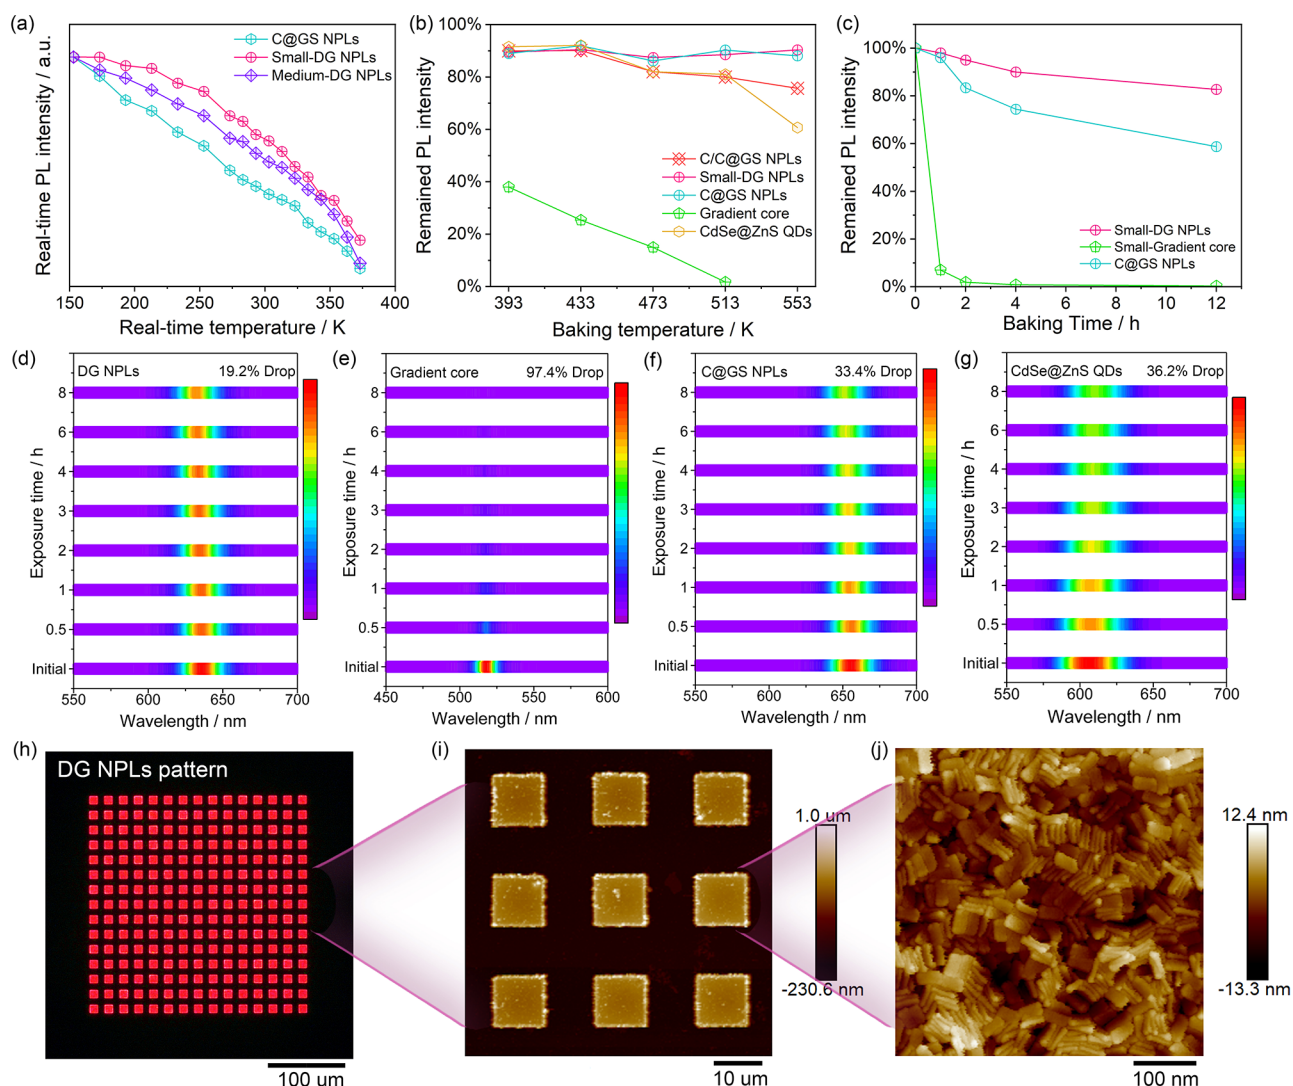 (a)
Real-time PL intensity / a.u.
C@GS NPLs
Small-DG NPLs
Medium-DG NPLs
150 200 250 300 350 400
Real-time temperature / K
(b)
Remained PL intensity
100%
80%
60%
40%
20%
0%
C/C@GS NPLs
Small-DG NPLs
C@GS NPLs
Gradient core
CdSe@ZnS QDs
393 433 473 513 553
Baking temperature / K
(c)
Remained PL intensity
100%
80%
60%
40%
20%
0%
Small-DG NPLs
Small-Gradient core
C@GS NPLs
0 2 4 6 8 10 12
Baking Time / h
(d)
Exposure time / h
DG NPLs 19.2% Drop
8
6
4
3
2
1
0.5
Initial
550 600 650 700
Wavelength / nm
(e)
Exposure time / h
Gradient core 97.4% Drop
8
6
4
3
2
1
0.5
Initial
450 500 550 600
Wavelength / nm
(f)
Exposure time / h
C@GS NPLs 33.4% Drop
8
6
4
3
2
1
0.5
Initial
550 600 650 700
Wavelength / nm
(g)
Exposure time / h
CdSe@ZnS QDs 36.2% Drop
8
6
4
3
2
1
0.5
Initial
550 600 650 700
Wavelength / nm
(h)
DG NPLs pattern
100 um
(i)
1.0 um
-230.6 nm
10 um
(j)
12.4 nm
-13.3 nm
100 nm